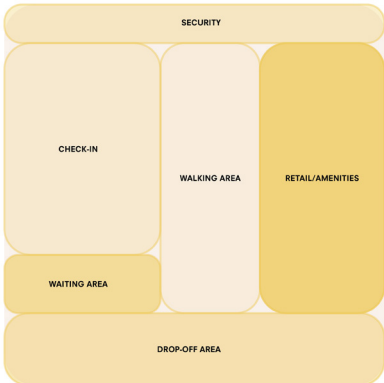 SECURITY
CHECK-IN
WALKING AREA
RETAIL/AMENITIES
WAITING AREA
DROP-OFF AREA